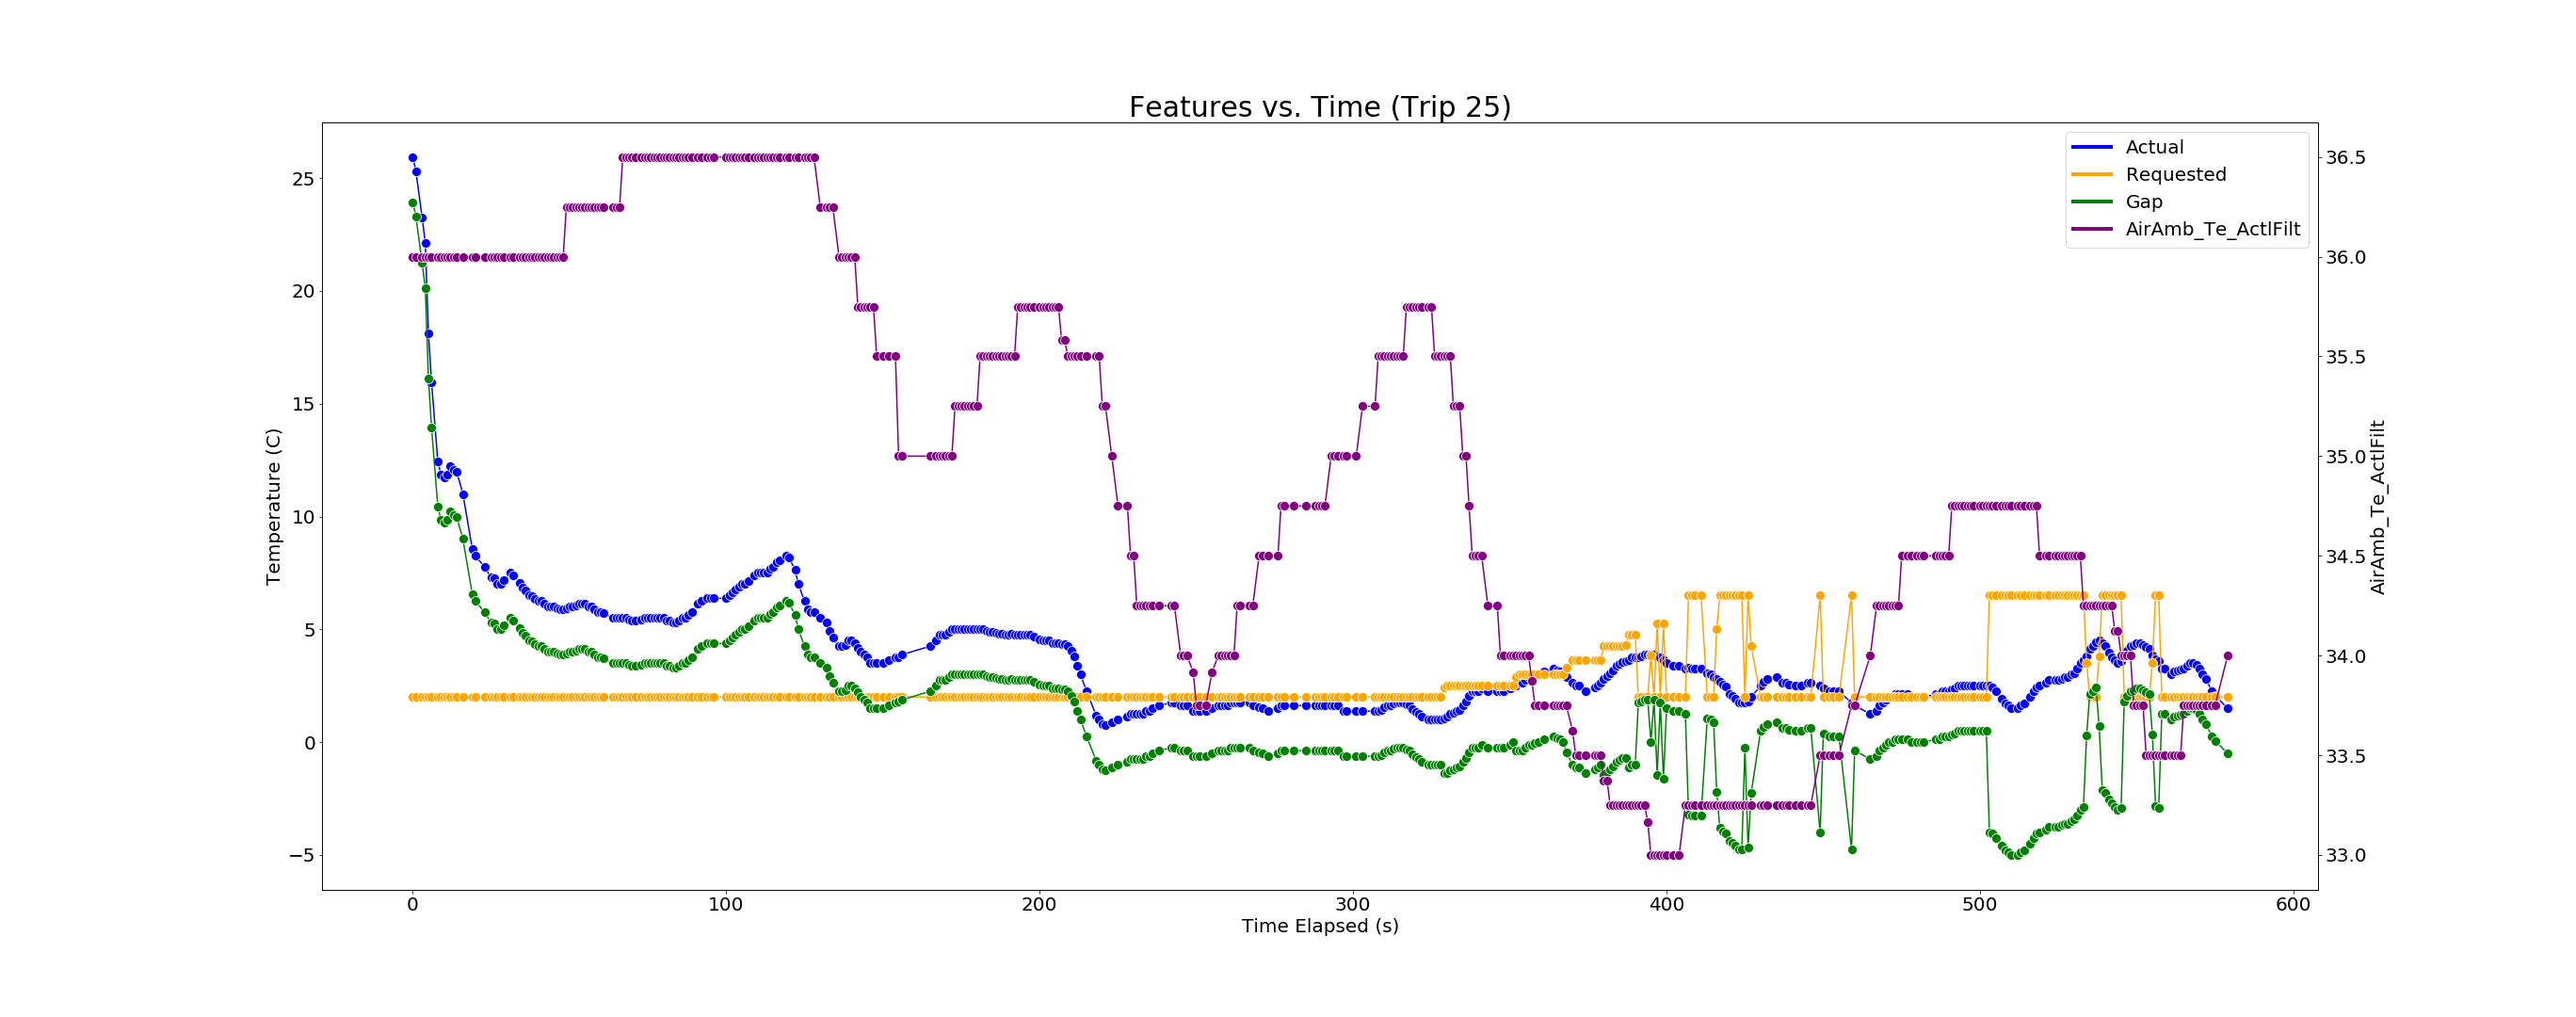 Features vs. Time (Trip 25)
Actual
Requested
Gap
AirAmb_Te_ActlFilt
25
20
15
10
5
0
−5
Temperature (C)
36.5
36.0
35.5
35.0
34.5
34.0
33.5
33.0
AirAmb_Te_ActlFilt
0 100 200 300 400 500 600
Time Elapsed (s)